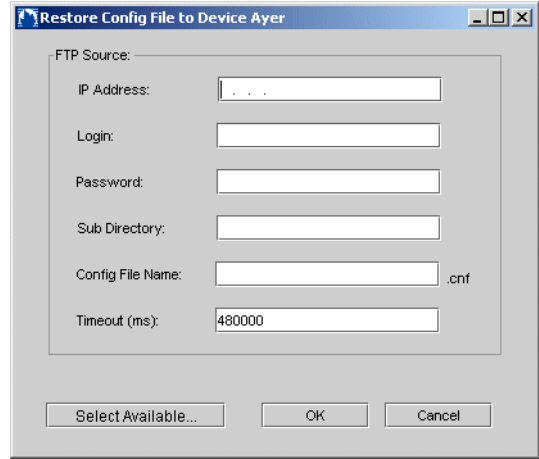 Restore Config File to Device Ayer
FTP Source:
IP Address: . . .
Login:
Password:
Sub Directory:
Config File Name: .cnf
Timeout (ms): 480000
Select Available... OK Cancel